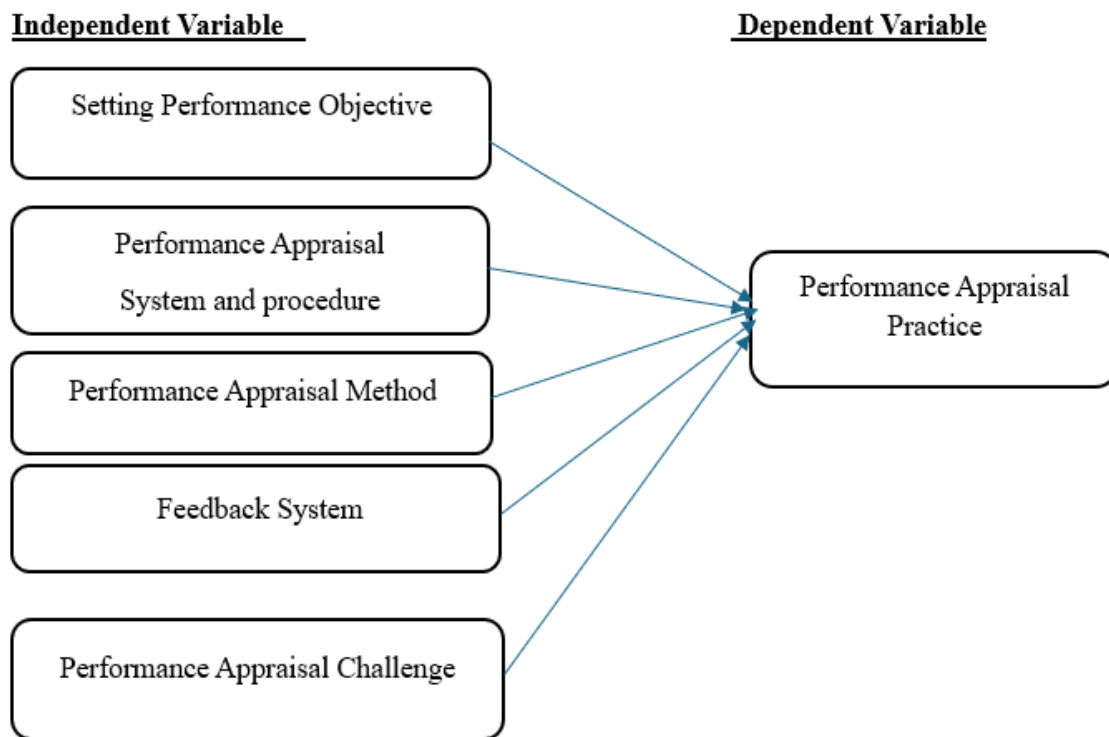 Independent Variable
Dependent Variable
Setting Performance Objective
Performance Appraisal
System and procedure
Performance Appraisal Method
Feedback System
Performance Appraisal Challenge
Performance Appraisal
Practice